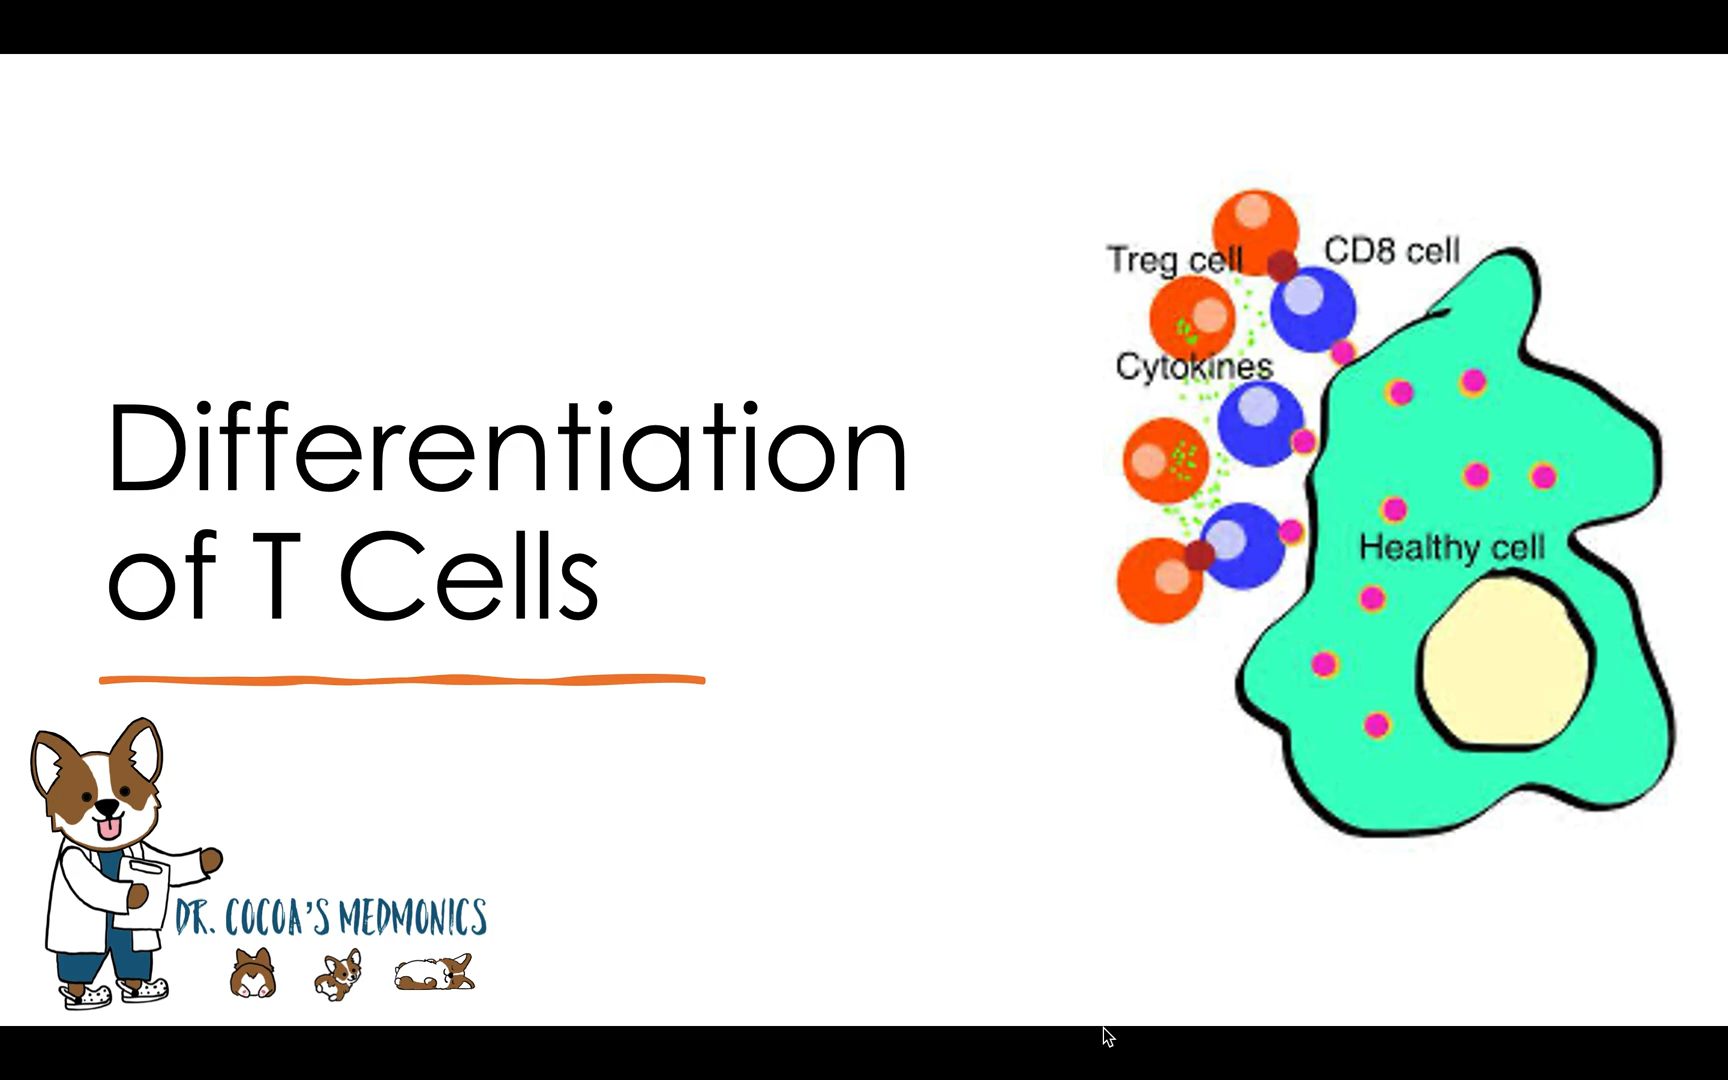 Differentiation
of T Cells
Treg cell
CD8 cell
Cytokines
Healthy cell
DR. COCOA'S MEDMONICS